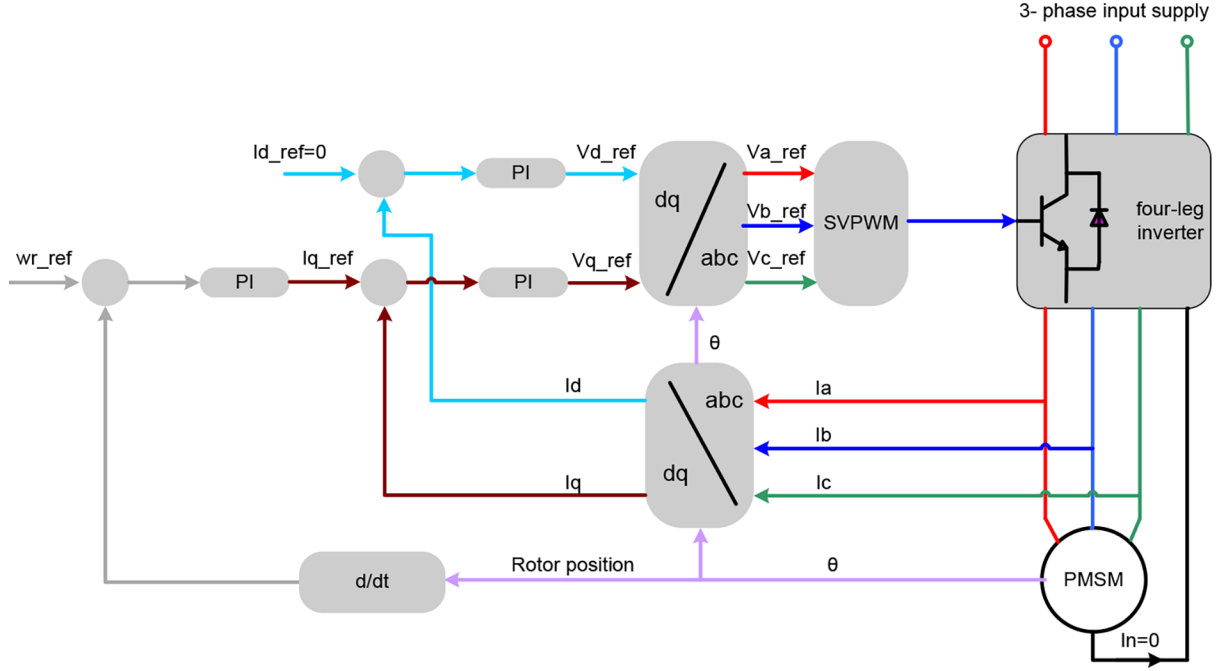 3- phase input supply
Id_ref=0
PI
Vd_ref
dq
abc
Va_ref
Vb_ref
Vc_ref
SVPWM
four-leg
inverter
wr_ref
PI
Iq_ref
PI
Vq_ref
θ
Id
abc
dq
Ia
Ib
Iq
Ic
d/dt
Rotor position
θ
PMSM
In=0